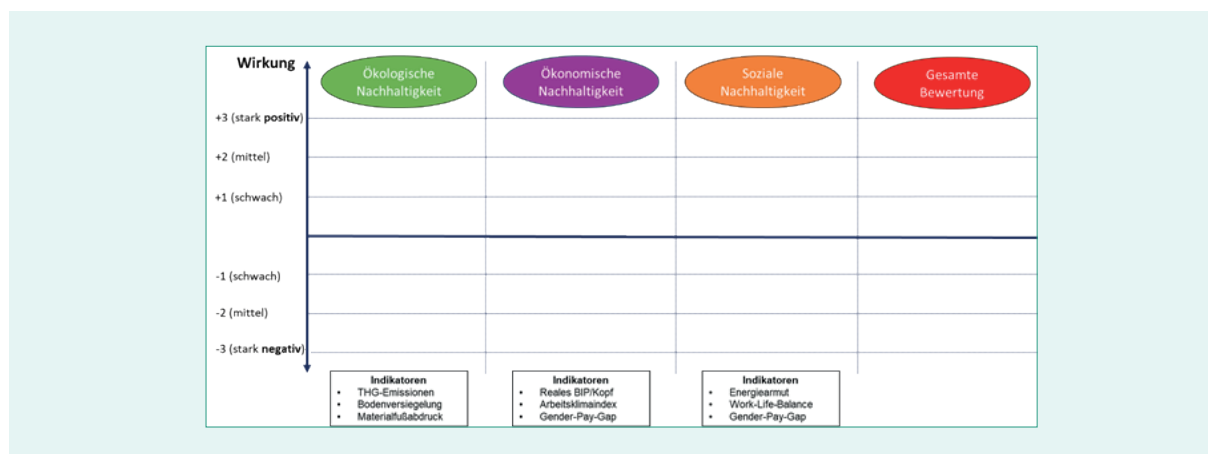 Wirkung
Ökologische
Nachhaltigkeit
Ökonomische
Nachhaltigkeit
Soziale
Nachhaltigkeit
Gesamte
Bewertung
+3 (stark positiv)
+2 (mittel)
+1 (schwach)
-1 (schwach)
-2 (mittel)
-3 (stark negativ)
Indikatoren
• THG-Emissionen
• Bodenversiegelung
• Materialfußabdruck
Indikatoren
• Reales BIP/Kopf
• Arbeitsklimaindex
• Gender-Pay-Gap
Indikatoren
• Energiearmut
• Work-Life-Balance
• Gender-Pay-Gap